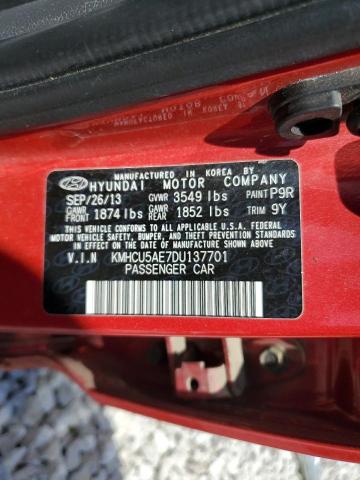 MANUFACTURED IN KOREA BY
HYUNDAI MOTOR COMPANY
SEP/26/13 GVWR 3549 lbs PAINT P9R
GAWR FRONT 1874 lbs GAWR REAR 1852 lbs TRIM 9Y
THIS VEHICLE CONFORMS TO ALL APPLICABLE U.S.A. FEDERAL
MOTOR VEHICLE SAFETY, BUMPER, AND THEFT PREVENTION
STANDARDS IN EFFECT ON THE DATE OF MANUFACTURE SHOWN ABOVE.
V.I.N KMHCU5AE7DU137701
PASSENGER CAR